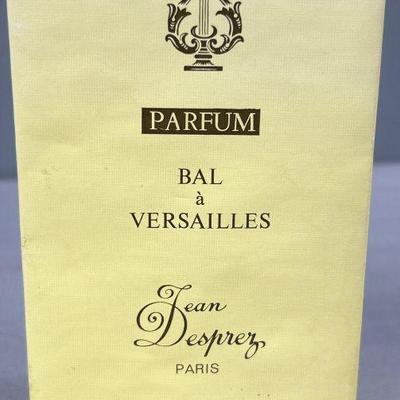 PARFUM
BAL
à
VERSAILLES
Jean
Desprez
PARIS